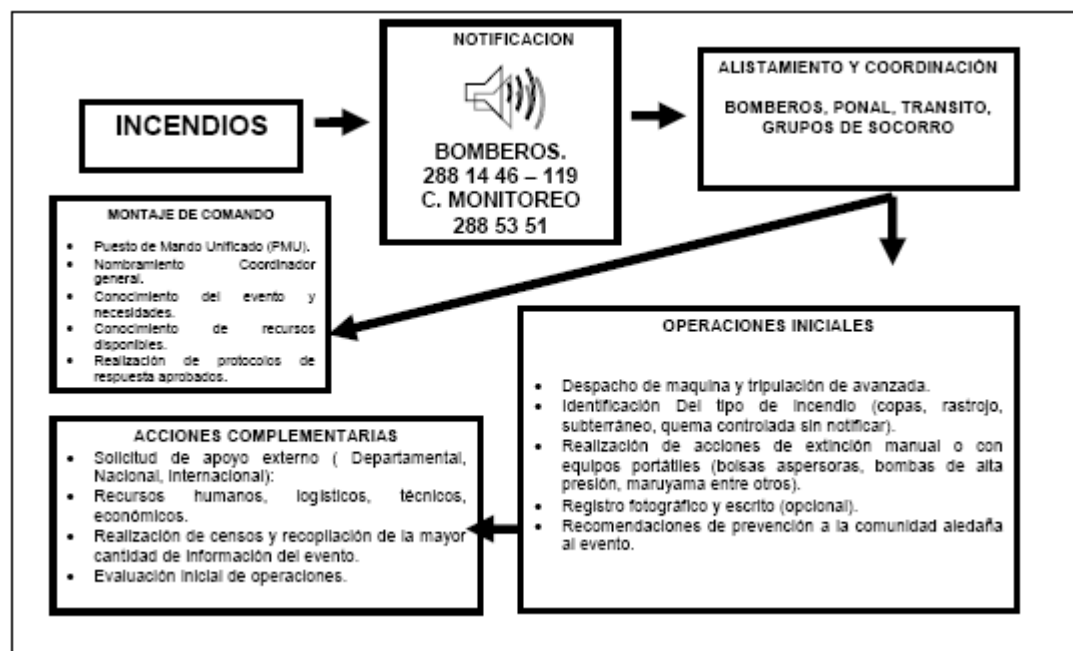 INCENDIOS
NOTIFICACION
BOMBEROS.
288 14 46 – 119
C. MONITOREO
288 53 51
ALISTAMIENTO Y COORDINACIÓN
BOMBEROS, PONAL, TRANSITO,
GRUPOS DE SOCORRO
MONTAJE DE COMANDO
• Puesto de Mando Unificado (PMU).
• Nombramiento Coordinador
general.
• Conocimiento del evento y
necesidades.
• Conocimiento de recursos
disponibles.
• Realización de protocolos de
respuesta aprobados.
OPERACIONES INICIALES
• Despacho de maquina y tripulación de avanzada.
• Identificación Del tipo de incendio (copas, rastrojo,
subterráneo, quema controlada sin notificar).
• Realización de acciones de extinción manual o con
equipos portátiles (bolsas aspersoras, bombas de alta
presión, maruyama entre otros).
• Registro fotográfico y escrito (opcional).
• Recomendaciones de prevención a la comunidad aledaña
al evento.
ACCIONES COMPLEMENTARIAS
• Solicitud de apoyo externo ( Departamental,
Nacional, Internacional):
• Recursos humanos, logísticos, técnicos,
económicos.
• Realización de censos y recopilación de la mayor
cantidad de información del evento.
• Evaluación inicial de operaciones.